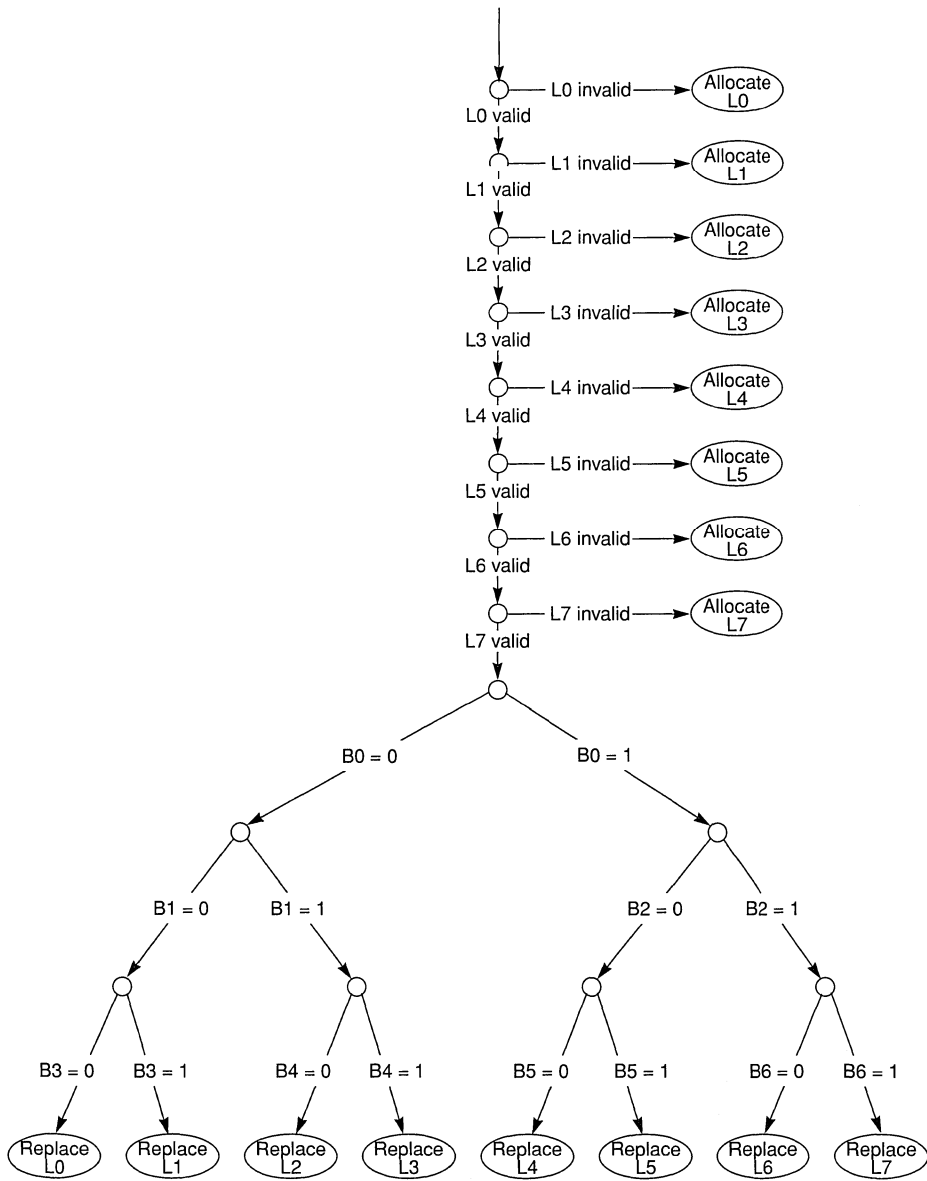 L0 invalid
Allocate
L0
L0 valid
L1 invalid
Allocate
L1
L1 valid
L2 invalid
Allocate
L2
L2 valid
L3 invalid
Allocate
L3
L3 valid
L4 invalid
Allocate
L4
L4 valid
L5 invalid
Allocate
L5
L5 valid
L6 invalid
Allocate
L6
L6 valid
L7 invalid
Allocate
L7
L7 valid
B0 = 0
B0 = 1
B1 = 0
B1 = 1
B2 = 0
B2 = 1
B3 = 0
B3 = 1
B4 = 0
B4 = 1
B5 = 0
B5 = 1
B6 = 0
B6 = 1
Replace
L0
Replace
L1
Replace
L2
Replace
L3
Replace
L4
Replace
L5
Replace
L6
Replace
L7